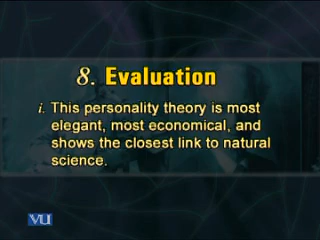 8. Evaluation
i. This personality theory is most
elegant, most economical, and
shows the closest link to natural
science.
VU